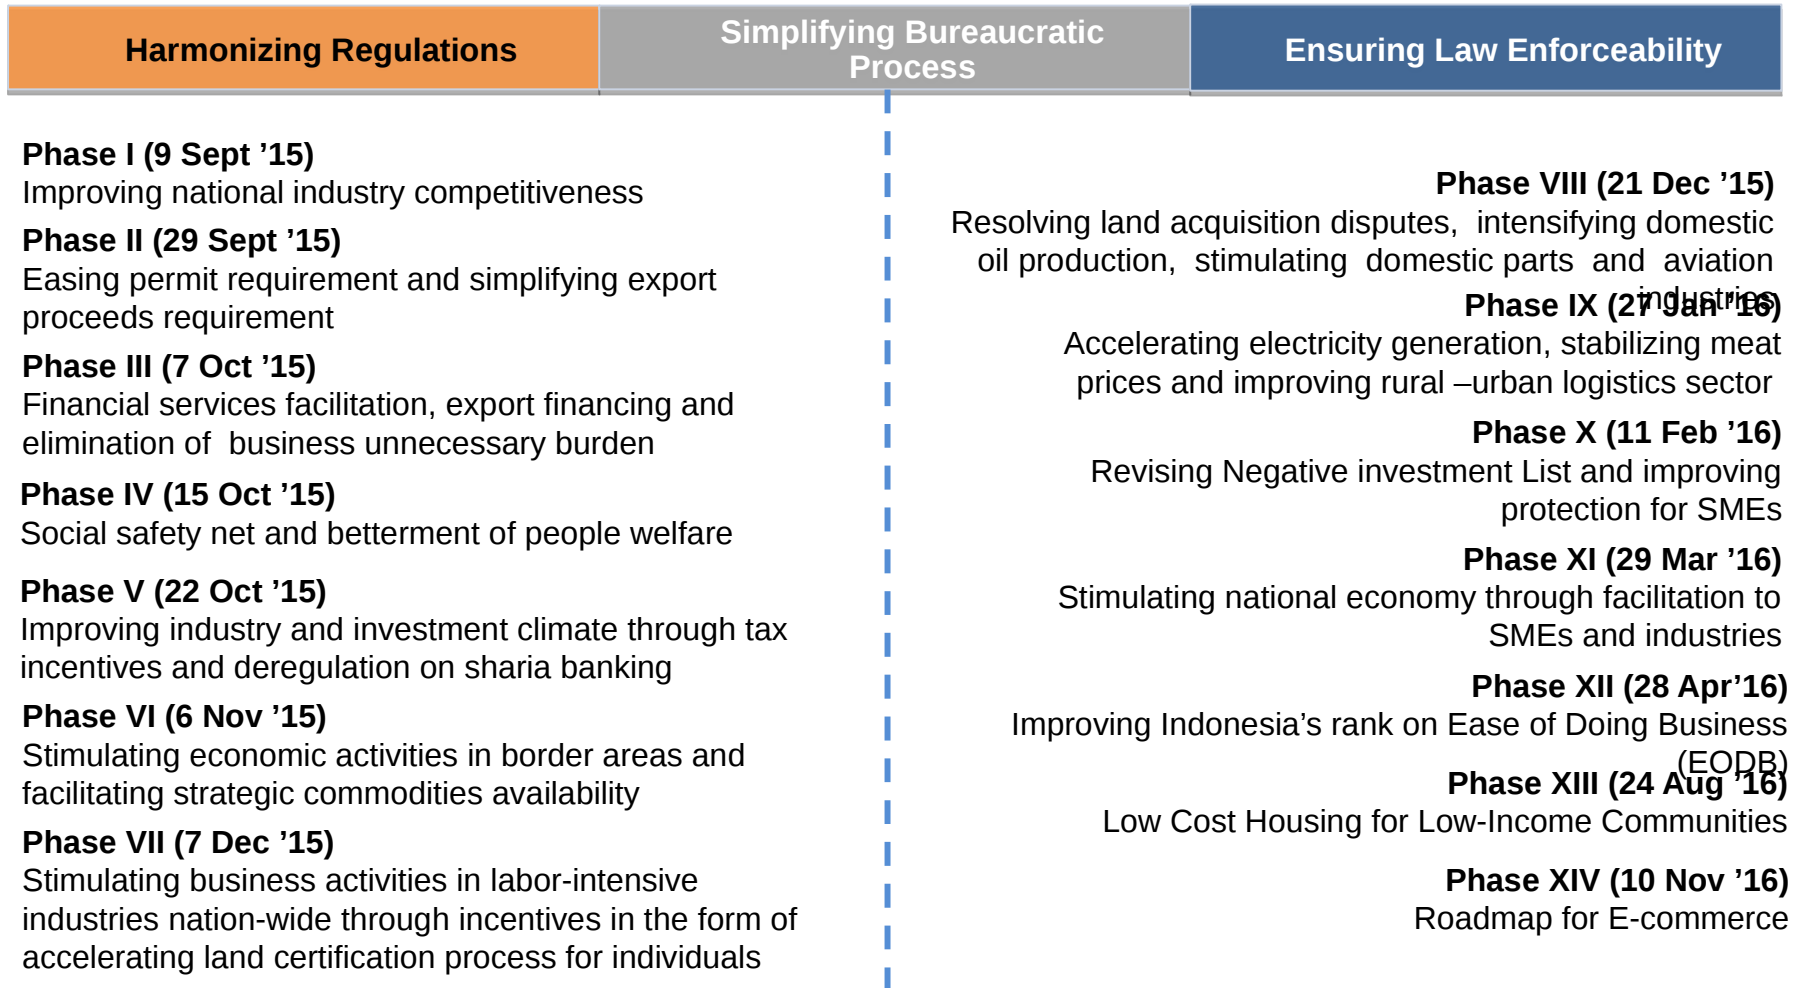 Harmonizing Regulations
Simplifying Bureaucratic
Process
Ensuring Law Enforceability
Phase I (9 Sept ’15)
Improving national industry competitiveness
Phase II (29 Sept ’15)
Easing permit requirement and simplifying export
proceeds requirement
Phase III (7 Oct ’15)
Financial services facilitation, export financing and
elimination of  business unnecessary burden
Phase IV (15 Oct ’15)
Social safety net and betterment of people welfare
Phase V (22 Oct ’15)
Improving industry and investment climate through tax
incentives and deregulation on sharia banking
Phase VI (6 Nov ’15)
Stimulating economic activities in border areas and
facilitating strategic commodities availability
Phase VII (7 Dec ’15)
Stimulating business activities in labor-intensive
industries nation-wide through incentives in the form of
accelerating land certification process for individuals
Phase VIII (21 Dec ’15)
Resolving land acquisition disputes,  intensifying domestic
oil production,  stimulating  domestic parts  and  aviation
industries
Phase IX (27 Jan ’16)
Accelerating electricity generation, stabilizing meat
prices and improving rural –urban logistics sector
Phase X (11 Feb ’16)
Revising Negative investment List and improving
protection for SMEs
Phase XI (29 Mar ’16)
Stimulating national economy through facilitation to
SMEs and industries
Phase XII (28 Apr’16)
Improving Indonesia’s rank on Ease of Doing Business
(EODB)
Phase XIII (24 Aug ’16)
Low Cost Housing for Low-Income Communities
Phase XIV (10 Nov ’16)
Roadmap for E-commerce